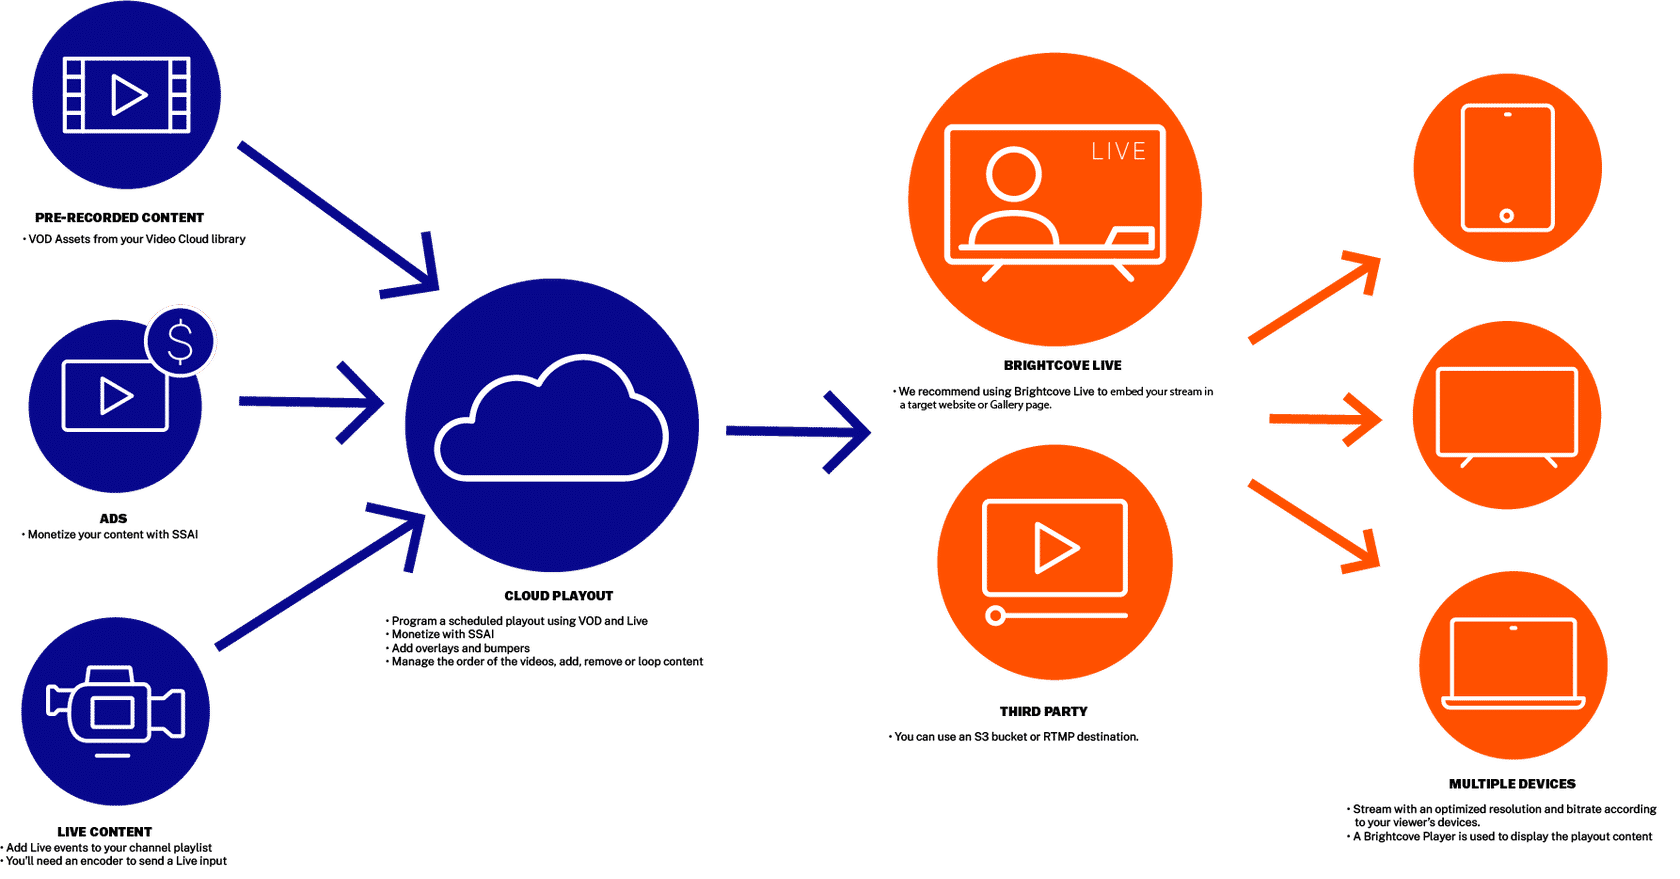 PRE-RECORDED CONTENT
• VOD Assets from your Video Cloud library
$
ADS
• Monetize your content with SSAI
LIVE CONTENT
• Add Live events to your channel playlist
• You'll need an encoder to send a Live input
CLOUD PLAYOUT
• Program a scheduled playout using VOD and Live
• Monetize with SSAI
• Add overlays and bumpers
• Manage the order of the videos, add, remove or loop content
LIVE
BRIGHTCOVE LIVE
• We recommend using Brightcove Live to embed your stream in
a target website or Gallery page.
THIRD PARTY
• You can use an S3 bucket or RTMP destination.
MULTIPLE DEVICES
• Stream with an optimized resolution and bitrate according
to your viewer's devices.
• A Brightcove Player is used to display the playout content